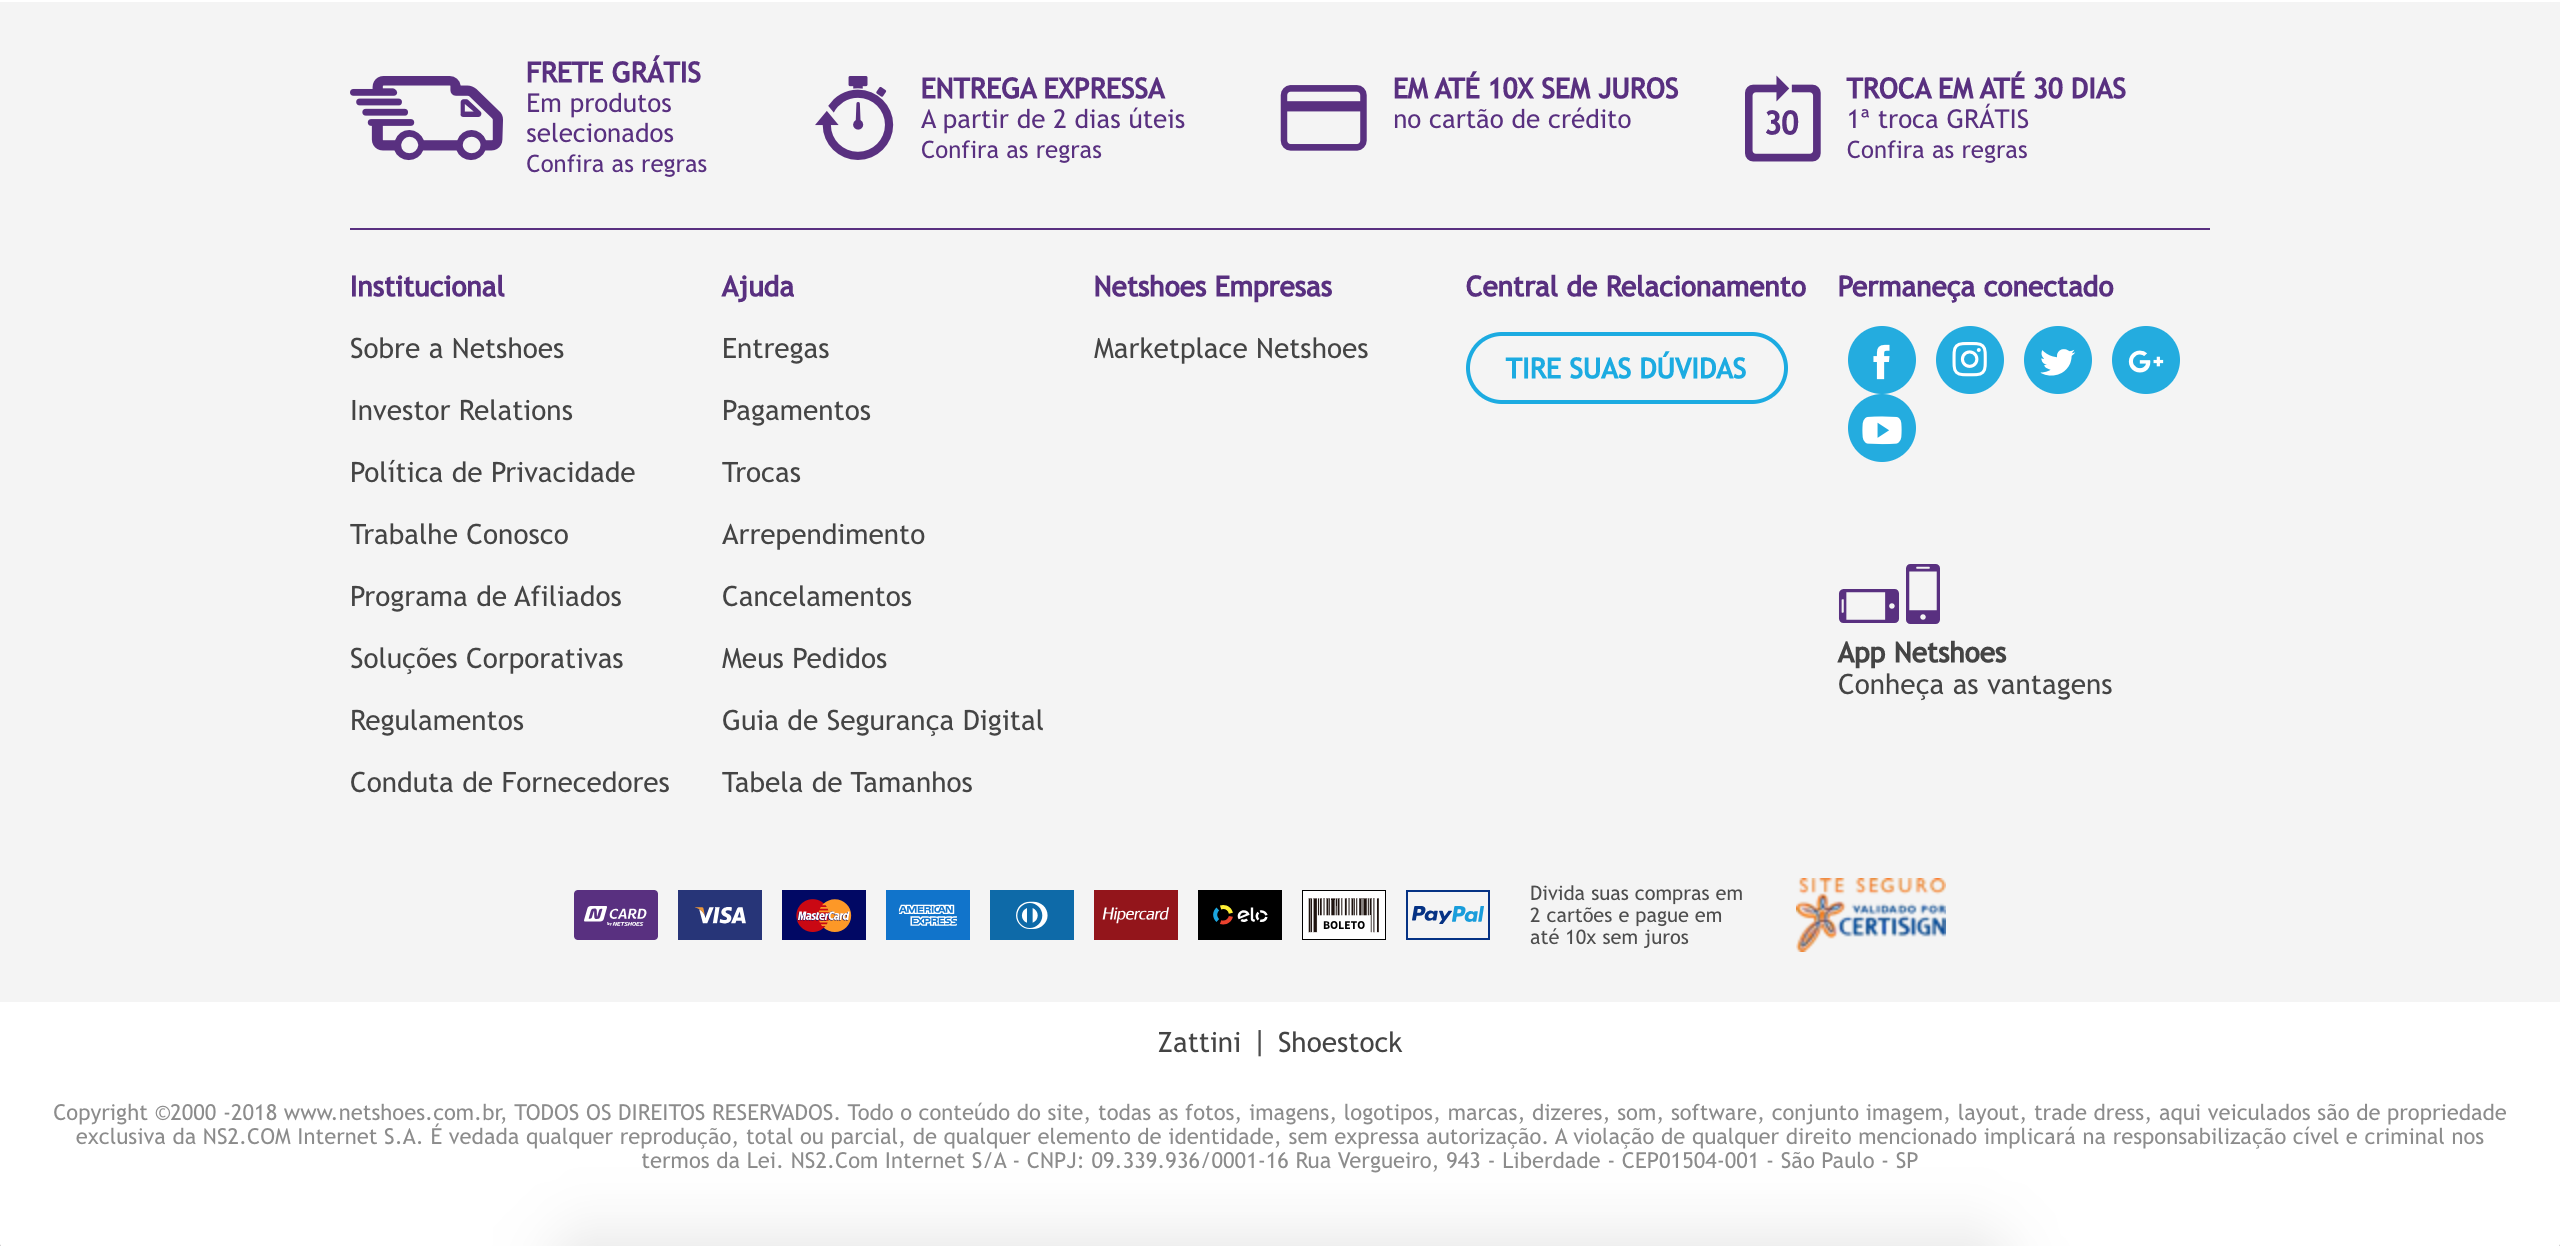 FRETE GRÁTIS
Em produtos
selecionados
Confira as regras
ENTREGA EXPRESSA
A partir de 2 dias úteis
Confira as regras
EM ATÉ 10X SEM JUROS
no cartão de crédito
30
TROCA EM ATÉ 30 DIAS
1ª troca GRÁTIS
Confira as regras
Institucional
Sobre a Netshoes
Investor Relations
Política de Privacidade
Trabalhe Conosco
Programa de Afiliados
Soluções Corporativas
Regulamentos
Conduta de Fornecedores
Ajuda
Entregas
Pagamentos
Trocas
Arrependimento
Cancelamentos
Meus Pedidos
Guia de Segurança Digital
Tabela de Tamanhos
Netshoes Empresas
Marketplace Netshoes
Central de Relacionamento
TIRE SUAS DÚVIDAS
Permaneça conectado
f
G+
App Netshoes
Conheça as vantagens
N CARD
by NETSHOES
VISA
MasterCard
AMERICAN
EXPRESS
Hipercard
elo
BOLETO
PayPal
Divida suas compras em
2 cartões e pague em
até 10x sem juros
SITE SEGURO
VALIDADO POR
CERTISIGN
Zattini | Shoestock
Copyright ©2000 -2018 www.netshoes.com.br, TODOS OS DIREITOS RESERVADOS. Todo o conteúdo do site, todas as fotos, imagens, logotipos, marcas, dizeres, som, software, conjunto imagem, layout, trade dress, aqui veiculados são de propriedade
exclusiva da NS2.COM Internet S.A. É vedada qualquer reprodução, total ou parcial, de qualquer elemento de identidade, sem expressa autorização. A violação de qualquer direito mencionado implicará na responsabilização cível e criminal nos
termos da Lei. NS2.Com Internet S/A - CNPJ: 09.339.936/0001-16 Rua Vergueiro, 943 - Liberdade - CEP01504-001 - São Paulo - SP